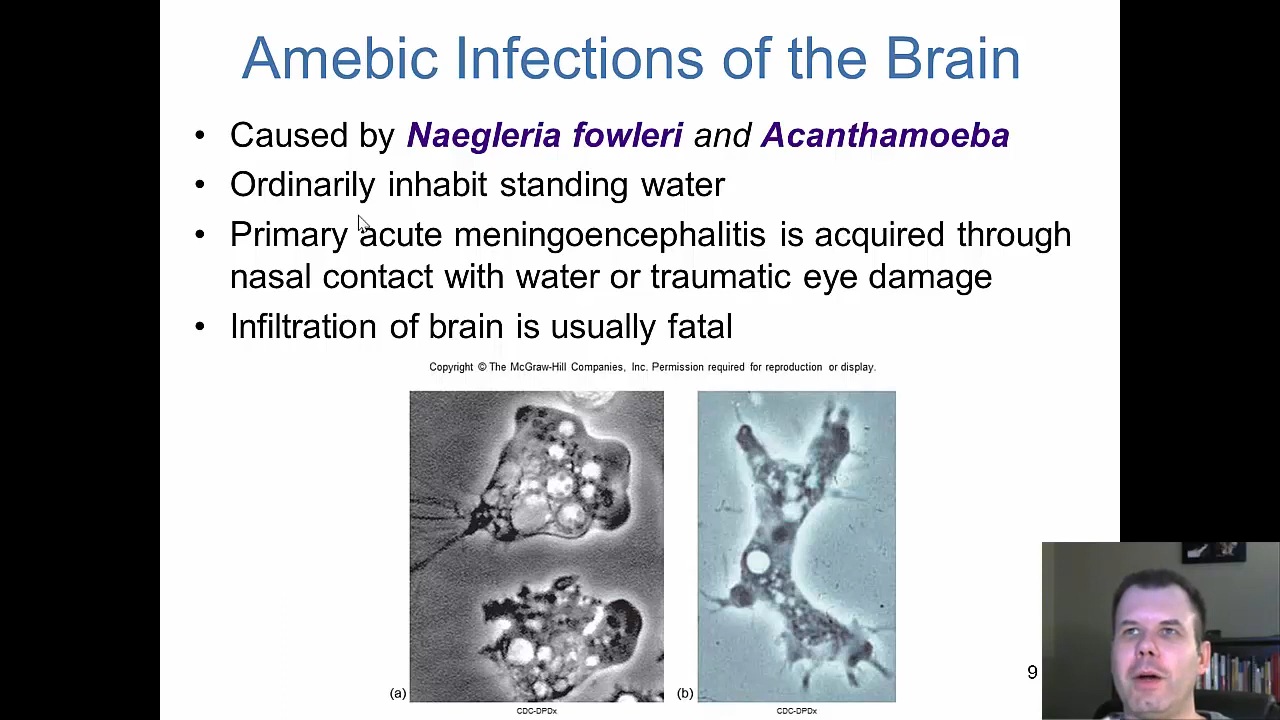 Amebic Infections of the Brain
• Caused by Naegleria fowleri and Acanthamoeba
• Ordinarily inhabit standing water
• Primary acute meningoencephalitis is acquired through
nasal contact with water or traumatic eye damage
• Infiltration of brain is usually fatal
Copyright © The McGraw-Hill Companies, Inc. Permission required for reproduction or display.
(a)
(b)
9
CDC-DPDx
CDC-DPDx